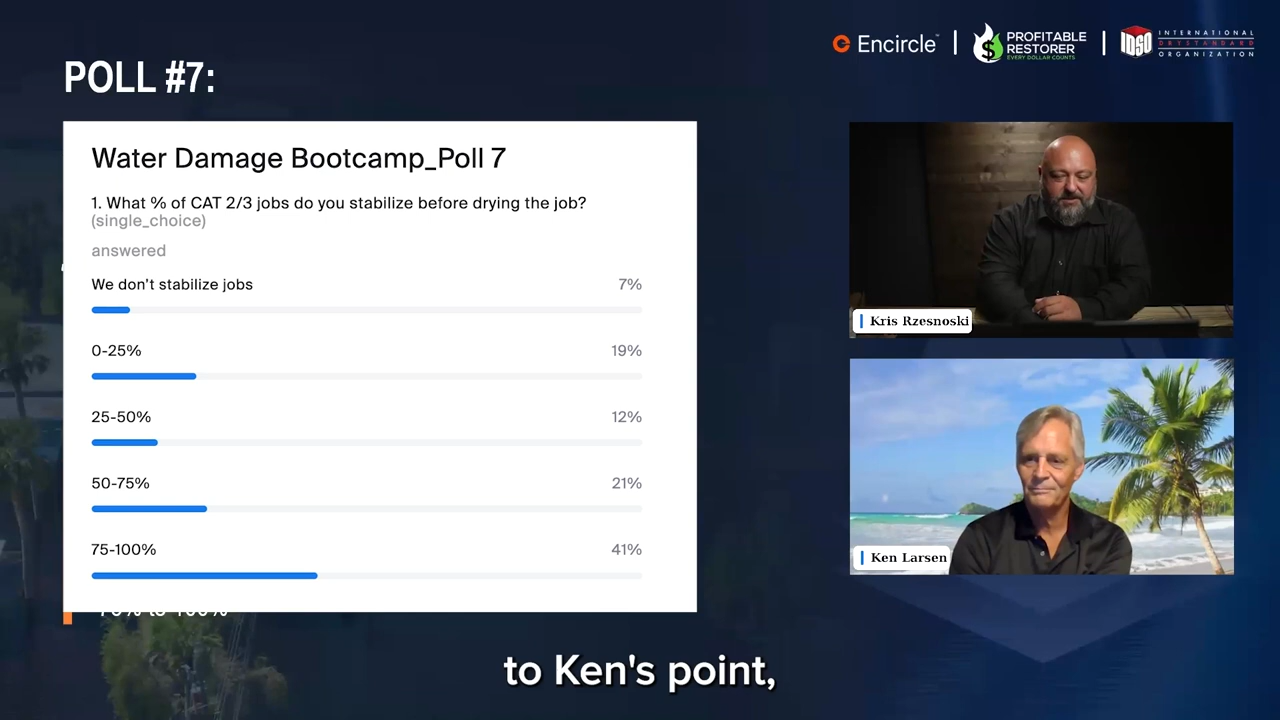 Encircle
PROFITABLE
RESTORER
EVERY DOLLAR COUNTS
IDSO
INTERNATIONAL
DRYSTANDARD
ORGANIZATION
POLL #7:
Water Damage Bootcamp_Poll 7
1. What % of CAT 2/3 jobs do you stabilize before drying the job?
(single_choice)
answered
We don't stabilize jobs 7%
0-25% 19%
25-50% 12%
50-75% 21%
75-100% 41%
Kris Rzesnoski
Ken Larsen
to Ken's point,